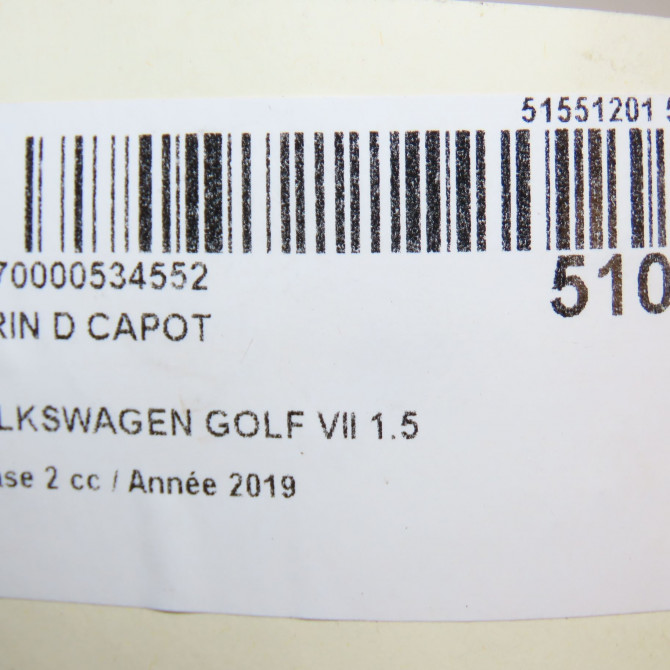 51551201 5
70000534552
510
RIN D CAPOT
LKSWAGEN GOLF VII 1.5
ase 2 cc / Année 2019